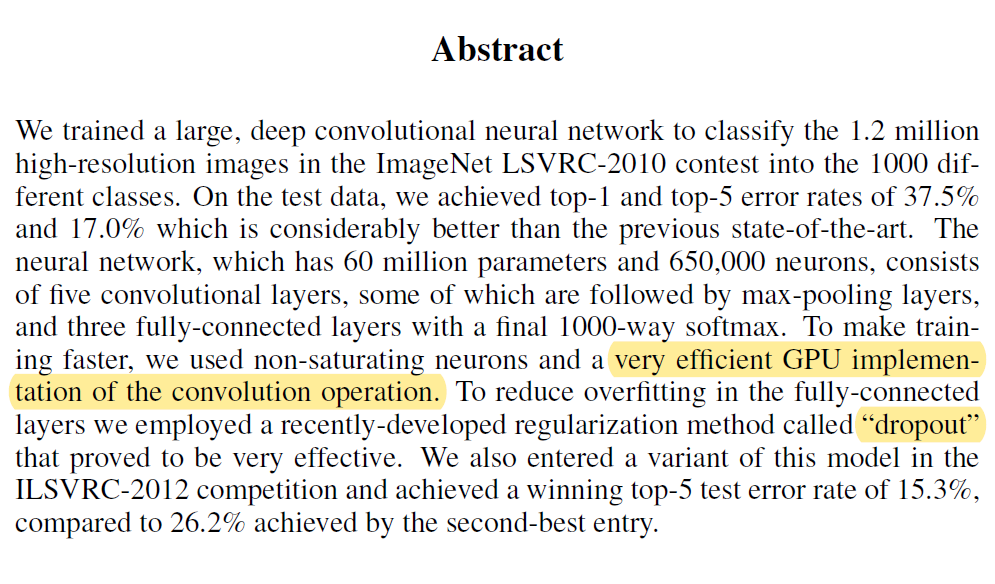 Abstract
We trained a large, deep convolutional neural network to classify the 1.2 million
high-resolution images in the ImageNet LSVRC-2010 contest into the 1000 dif-
ferent classes. On the test data, we achieved top-1 and top-5 error rates of 37.5%
and 17.0% which is considerably better than the previous state-of-the-art. The
neural network, which has 60 million parameters and 650,000 neurons, consists
of five convolutional layers, some of which are followed by max-pooling layers,
and three fully-connected layers with a final 1000-way softmax. To make train-
ing faster, we used non-saturating neurons and a very efficient GPU implemen-
tation of the convolution operation. To reduce overfitting in the fully-connected
layers we employed a recently-developed regularization method called “dropout”
that proved to be very effective. We also entered a variant of this model in the
ILSVRC-2012 competition and achieved a winning top-5 test error rate of 15.3%,
compared to 26.2% achieved by the second-best entry.